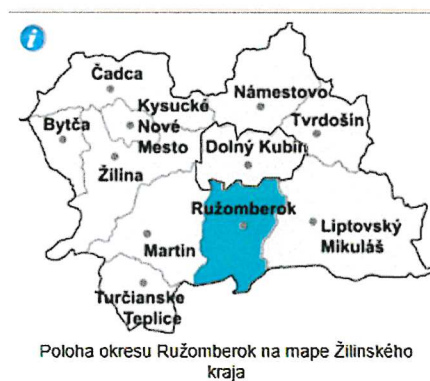 i
Čadca
Námestovo
Kysucké
Nové
Mesto
Tvrdošín
Bytča
Dolný Kubín
Žilina
Ružomberok
Liptovský
Mikuláš
Martin
Turčianske
Teplice
Poloha okresu Ružomberok na mape Žilinského
kraja